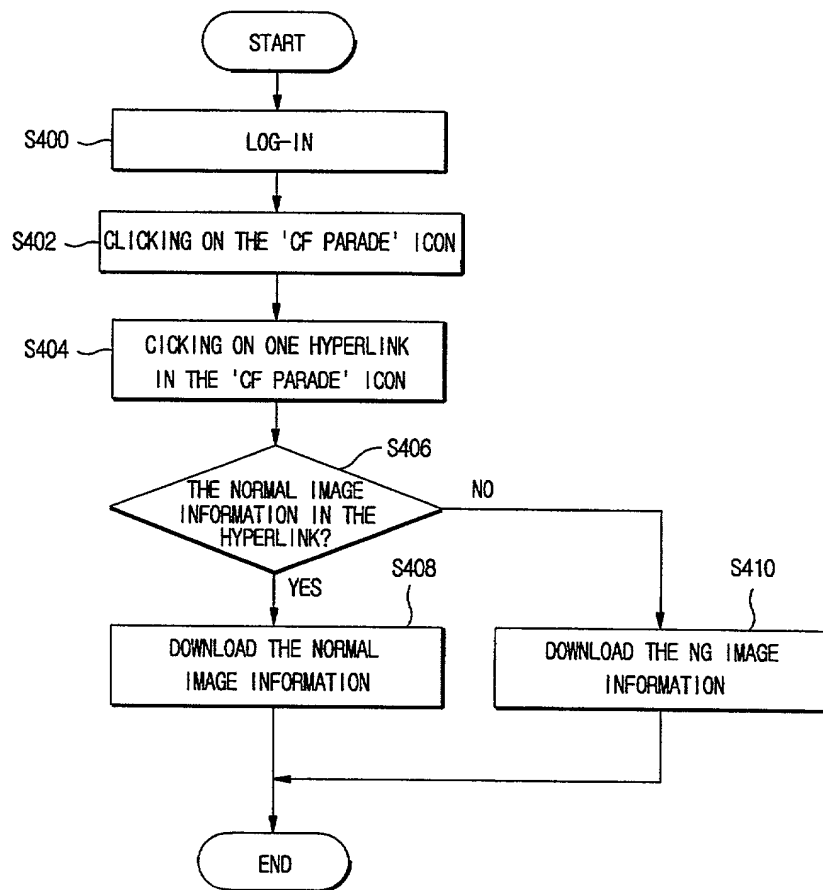 START
S400
LOG-IN
S402
CLICKING ON THE 'CF PARADE' ICON
S404
CICKING ON ONE HYPERLINK
IN THE 'CF PARADE' ICON
S406
THE NORMAL IMAGE
INFORMATION IN THE
HYPERLINK?
NO
YES
S408
DOWNLOAD THE NORMAL
IMAGE INFORMATION
S410
DOWNLOAD THE NG IMAGE
INFORMATION
END